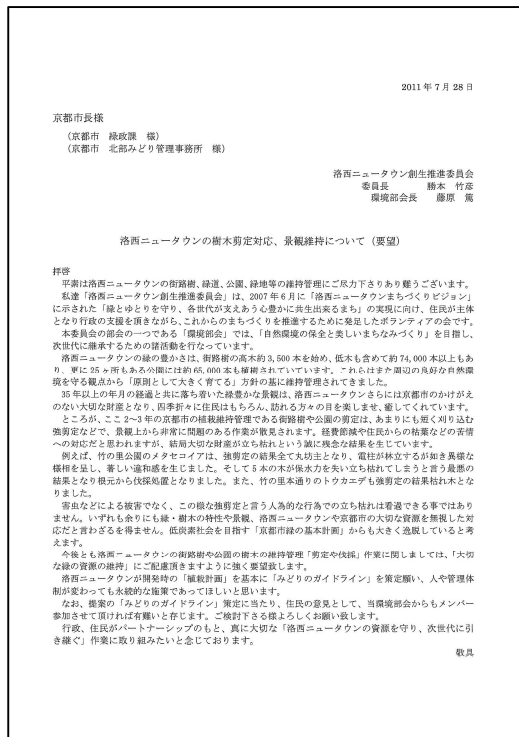 2011 年 7 月 28 日
京都市長様
（京都市　緑政課　様）
（京都市　北部みどり管理事務所　様）
洛西ニュータウン創生推進委員会
委員長　　勝本　竹彦
環境部会長　　藤原　篤
洛西ニュータウンの樹木剪定対応、景観維持について（要望）
拝啓
平素は洛西ニュータウンの街路樹、緑道、公園、緑地等の維持管理にご尽力下さり有り難うございます。
私達「洛西ニュータウン創生推進委員会」は、2007 年 6 月に「洛西ニュータウンまちづくりビジョン」
に示された「緑とゆとりを守り、各世代が支えあう心豊かに共生出来るまち」の実現に向け、住民が主体
となり行政の支援を頂きながら、これからのまちづくりを推進するために発足したボランティアの会です。
本委員会の部会の一つである「環境部会」では、「自然環境の保全と美しいまちなみづくり」を目指し、
次世代に継承するための諸活動を行なっています。
洛西ニュータウンの緑の豊かさは、街路樹の高木約 3,500 本を始め、低木も含めて約 74,000 本以上もあ
り、更に 25ヶ所もある公園には約 65,000 本も植樹されていています。これらはまた周辺の良好な自然環
境を守る観点から「原則として大きく育てる」方針の基に維持管理されてきました。
35 年以上の年月の経過と共に落ち着いた緑豊かな景観は、洛西ニュータウンさらには京都市のかけがえ
のない大切な財産となり、四季折々に住民はもちろん、訪れる方々の目を楽しませ、癒してくれています。
ところが、ここ 2～3 年の京都市の植栽維持管理である街路樹や公園の剪定は、あまりにも短く刈り込む
強剪定などで、景観上から非常に問題のある作業が散見されます。経費節減や住民からの枯葉などの苦情
への対応だと思われますが、結局大切な財産が立ち枯れという誠に残念な結果を生じています。
例えば、竹の里公園のメタセコイアは、強剪定の結果全て丸坊主となり、電柱が林立するが如き異様な
様相を呈し、著しい違和感を生じました。そして 5 本の木が保水力を失い立ち枯れてしまうと言う最悪の
結果となり根元から伐採処置となりました。また、竹の里本通りのトウカエデも強剪定の結果枯れ木とな
りました。
害虫などによる被害でなく、この様な強剪定と言う人為的な行為での立ち枯れは看過できる事ではあり
ません。いずれも余りにも緑・樹木の特性や景観、洛西ニュータウンや京都市の大切な資源を無視した対
応だと言わざるを得ません。低炭素社会を目指す「京都市緑の基本計画」からも大きく逸脱していると考
えます。
今後とも洛西ニュータウンの街路樹や公園の樹木の維持管理「剪定や伐採」作業に関しましては、「大切
な緑の資源の維持」にご配慮頂きますように強く要望致します。
洛西ニュータウンが開発時の「植栽計画」を基本に「みどりのガイドライン」を策定願い、人や管理体
制が変わっても永続的な施策であってほしいと思います。
なお、提案の「みどりのガイドライン」策定に当たり、住民の意見として、当環境部会からもメンバー
参加させて頂ければ有難いと存じます。ご検討下さる様よろしくお願い致します。
行政、住民がパートナーシップのもと、真に大切な「洛西ニュータウンの資源を守り、次世代に引
き継ぐ」作業に取り組みたいと念じております。
敬具